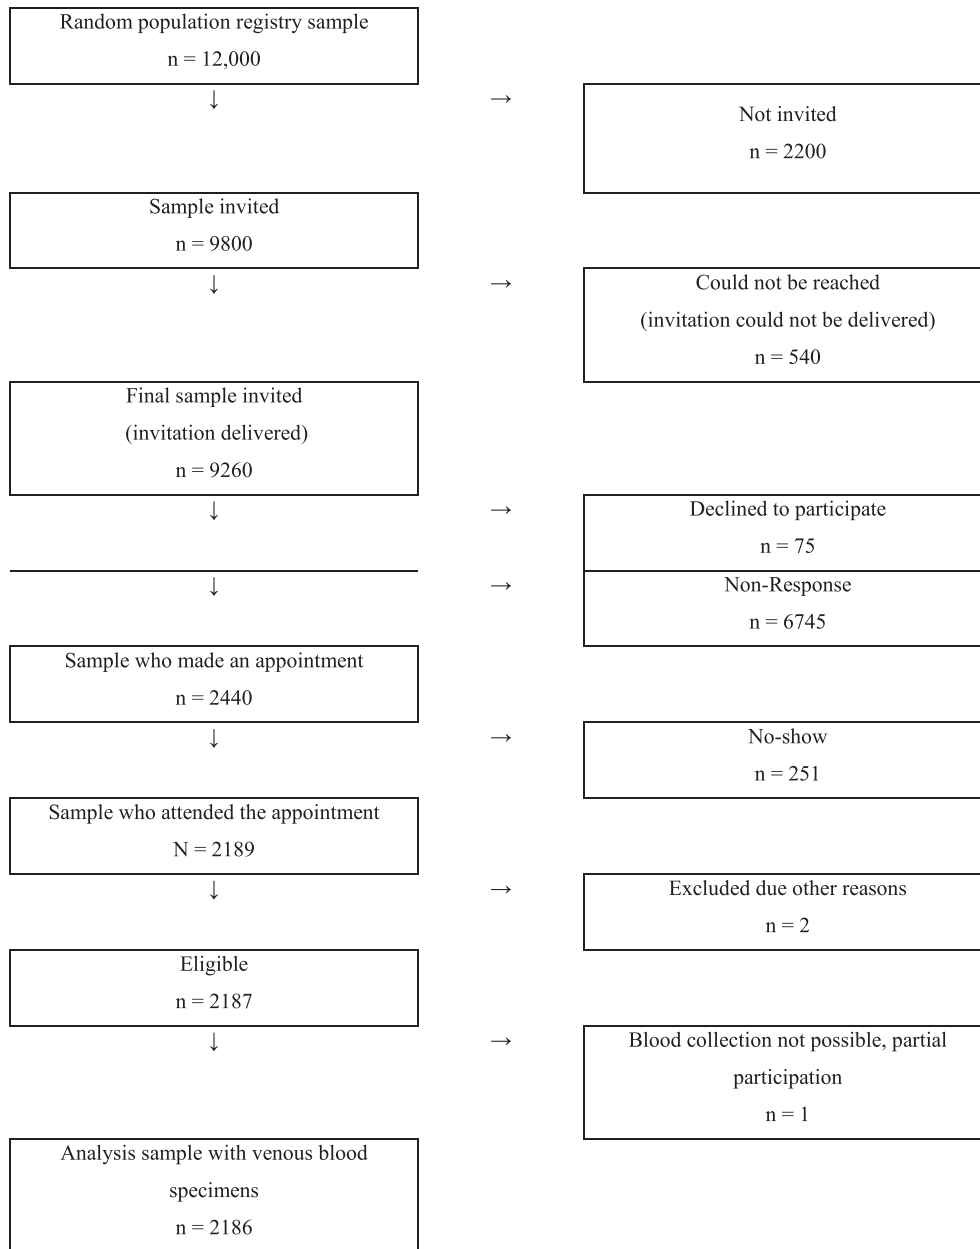 Random population registry sample
n = 12,000
↓ →
Not invited
n = 2200
Sample invited
n = 9800
↓ →
Could not be reached
(invitation could not be delivered)
n = 540
Final sample invited
(invitation delivered)
n = 9260
↓ →
Declined to participate
n = 75
↓ →
Non-Response
n = 6745
Sample who made an appointment
n = 2440
↓ →
No-show
n = 251
Sample who attended the appointment
N = 2189
↓ →
Excluded due other reasons
n = 2
Eligible
n = 2187
↓ →
Blood collection not possible, partial
participation
n = 1
Analysis sample with venous blood
specimens
n = 2186